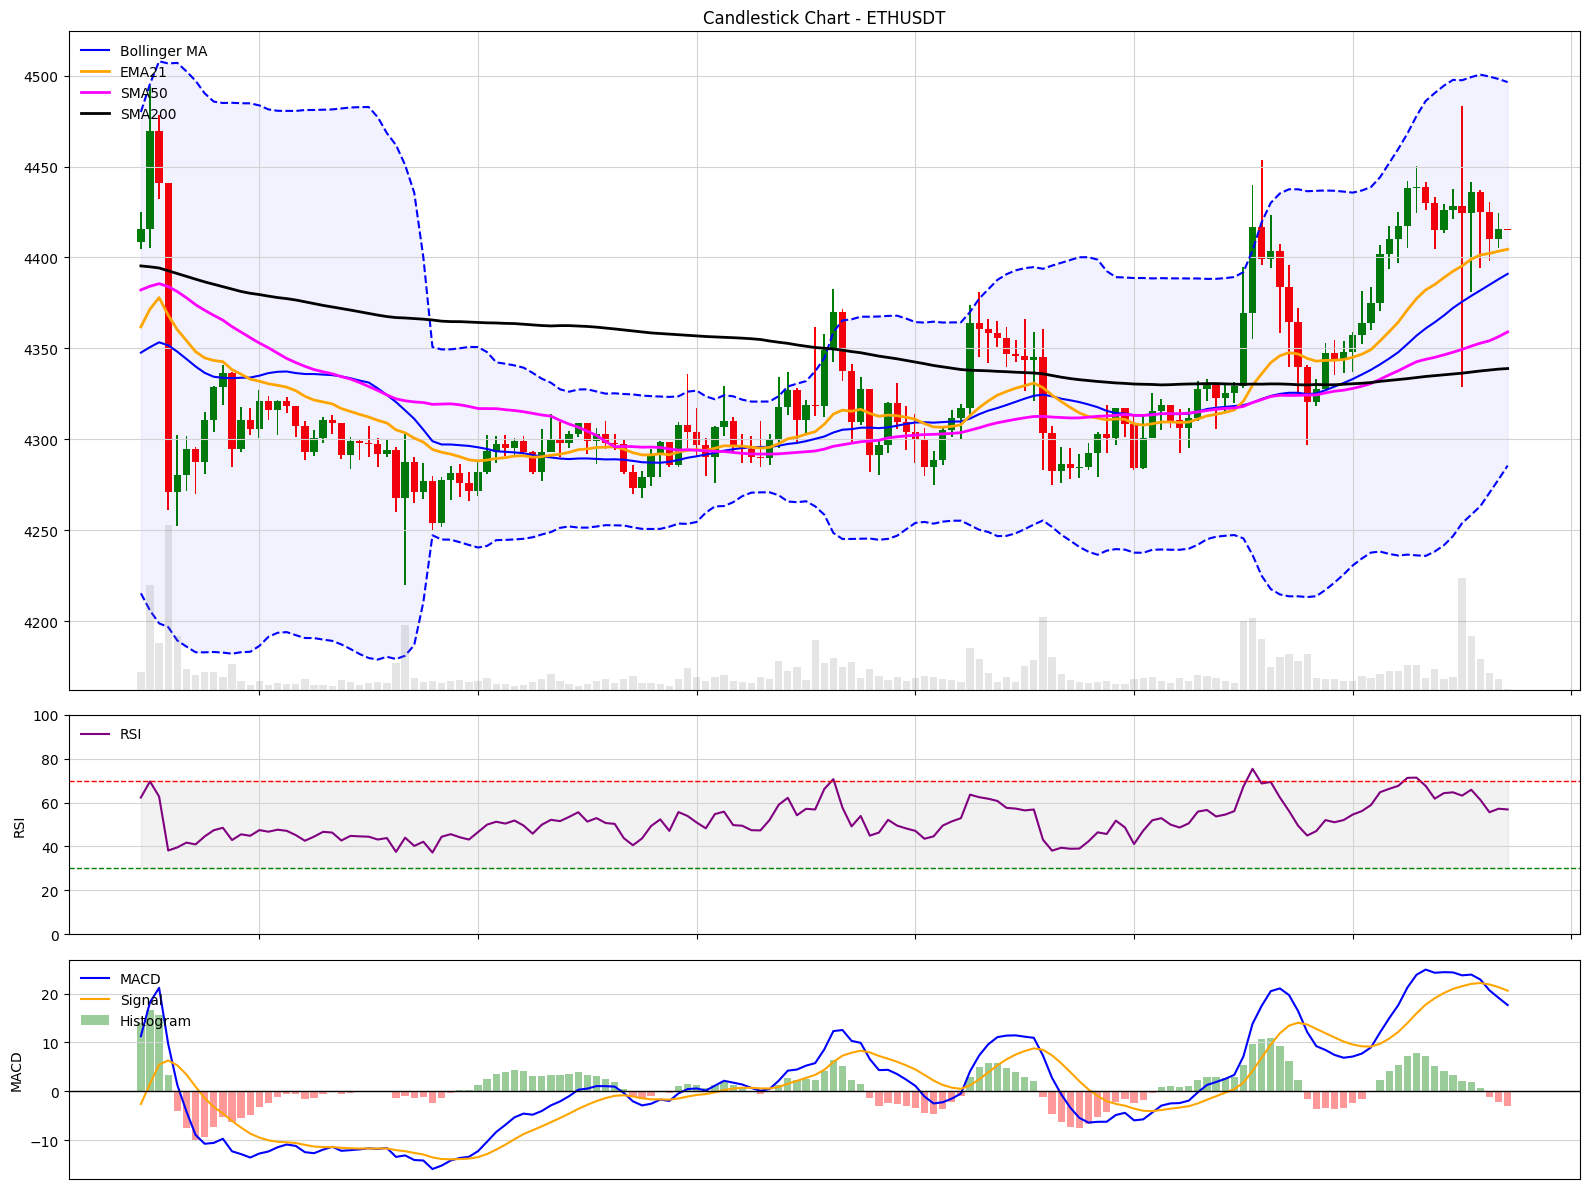 Candlestick Chart - ETHUSDT
Bollinger MA
EMA21
SMA50
SMA200
4500
4450
4400
4350
4300
4250
4200
RSI
100
80
60
40
20
0
RSI
MACD
Signal
Histogram
20
10
0
−10
MACD